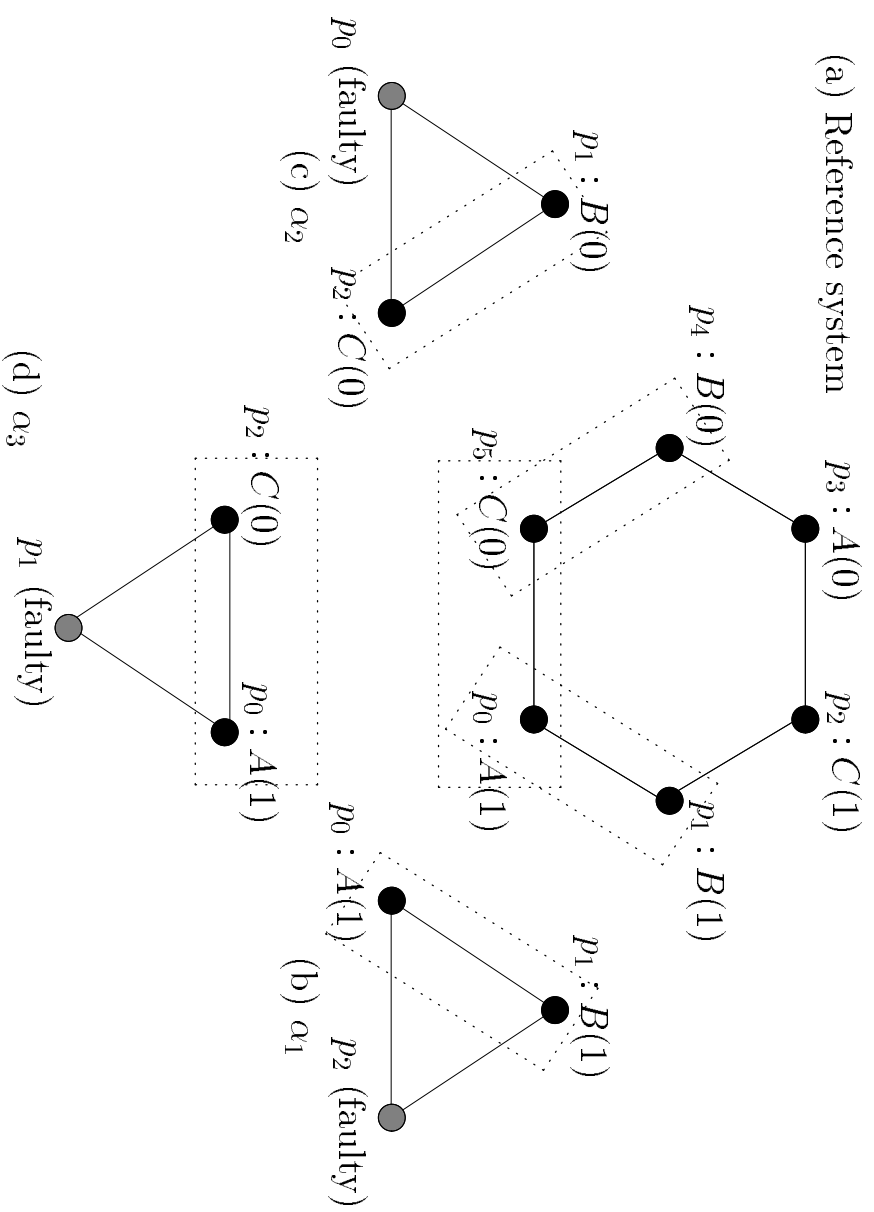 (a) Reference system
p₃ : A(0)
p₂ : C(1)
p₄ : B(0)
p₁ : B(1)
p₅ : C(0)
p₀ : A(1)
p₁ : B(0)
p₀ (faulty)
p₂ : C(0)
(c) α₂
p₁ : B(1)
p₀ : A(1)
p₂ (faulty)
(b) α₁
p₂ : C(0)
p₀ : A(1)
p₁ (faulty)
(d) α₃